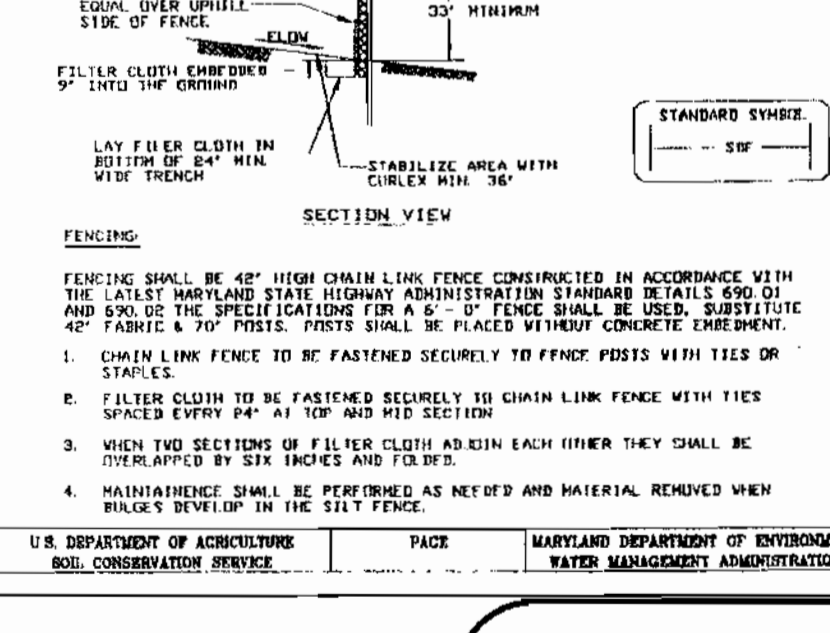 EQUAL OVER UPHILL
SIDE OF FENCE
33" MINIMUM
FLOW
FILTER CLOTH EMBEDDED
9" INTO THE GROUND
STANDARD SYMBOL
SDF
LAY FILER CLOTH IN
BOTTOM OF 24" MIN.
WIDE TRENCH
STABILIZE AREA WITH
CURLEX MIN. 36"
SECTION VIEW
FENCING:
FENCING SHALL BE 42" HIGH CHAIN LINK FENCE CONSTRUCTED IN ACCORDANCE WITH
THE LATEST MARYLAND STATE HIGHWAY ADMINISTRATION STANDARD DETAILS 690.01
AND 690.02 THE SPECIFICATIONS FOR A 6' - 0" FENCE SHALL BE USED, SUBSTITUTE
42" FABRIC & 70" POSTS. POSTS SHALL BE PLACED WITHOUT CONCRETE EMBEDMENT.
1. CHAIN LINK FENCE TO BE FASTENED SECURELY TO FENCE POSTS WITH TIES OR
STAPLES.
2. FILTER CLOTH TO BE FASTENED SECURELY TO CHAIN LINK FENCE WITH TIES
SPACED EVERY 24" AT TOP AND MID SECTION
3. WHEN TWO SECTIONS OF FILTER CLOTH ADJOIN EACH OTHER THEY SHALL BE
OVERLAPPED BY SIX INCHES AND FOLDED.
4. MAINTAINENCE SHALL BE PERFORMED AS NEEDED AND MATERIAL REMOVED WHEN
BULGES DEVELOP IN THE SILT FENCE.
U S. DEPARTMENT OF AGRICULTURE
SOIL CONSERVATION SERVICE
PAGE
MARYLAND DEPARTMENT OF ENVIRONM
WATER MANAGEMENT ADMINISTRATIO